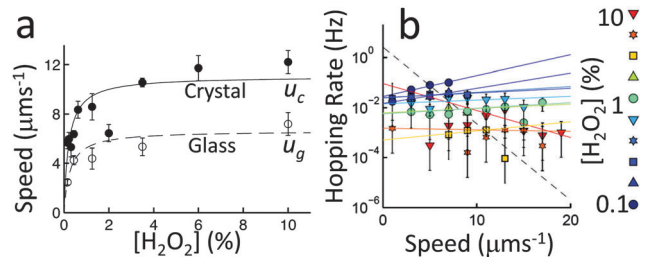 a
Speed (μms⁻¹)
12
8
4
0
Crystal
u_c
Glass
u_g
0 2 4 6 8 10
[H₂O₂] (%)
b
Hopping Rate (Hz)
10⁰
10⁻²
10⁻⁴
10⁻⁶
0 10 20
Speed (μms⁻¹)
10
1
0.1
[H₂O₂] (%)